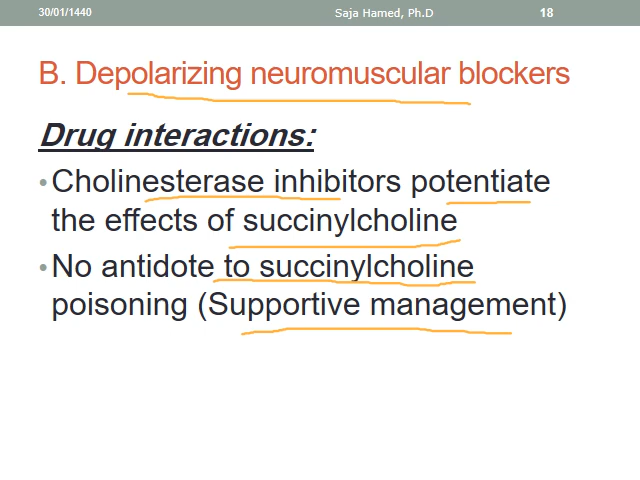 30/01/1440 Saja Hamed, Ph.D 18
B. Depolarizing neuromuscular blockers
Drug interactions:
•Cholinesterase inhibitors potentiate
the effects of succinylcholine
•No antidote to succinylcholine
poisoning (Supportive management)